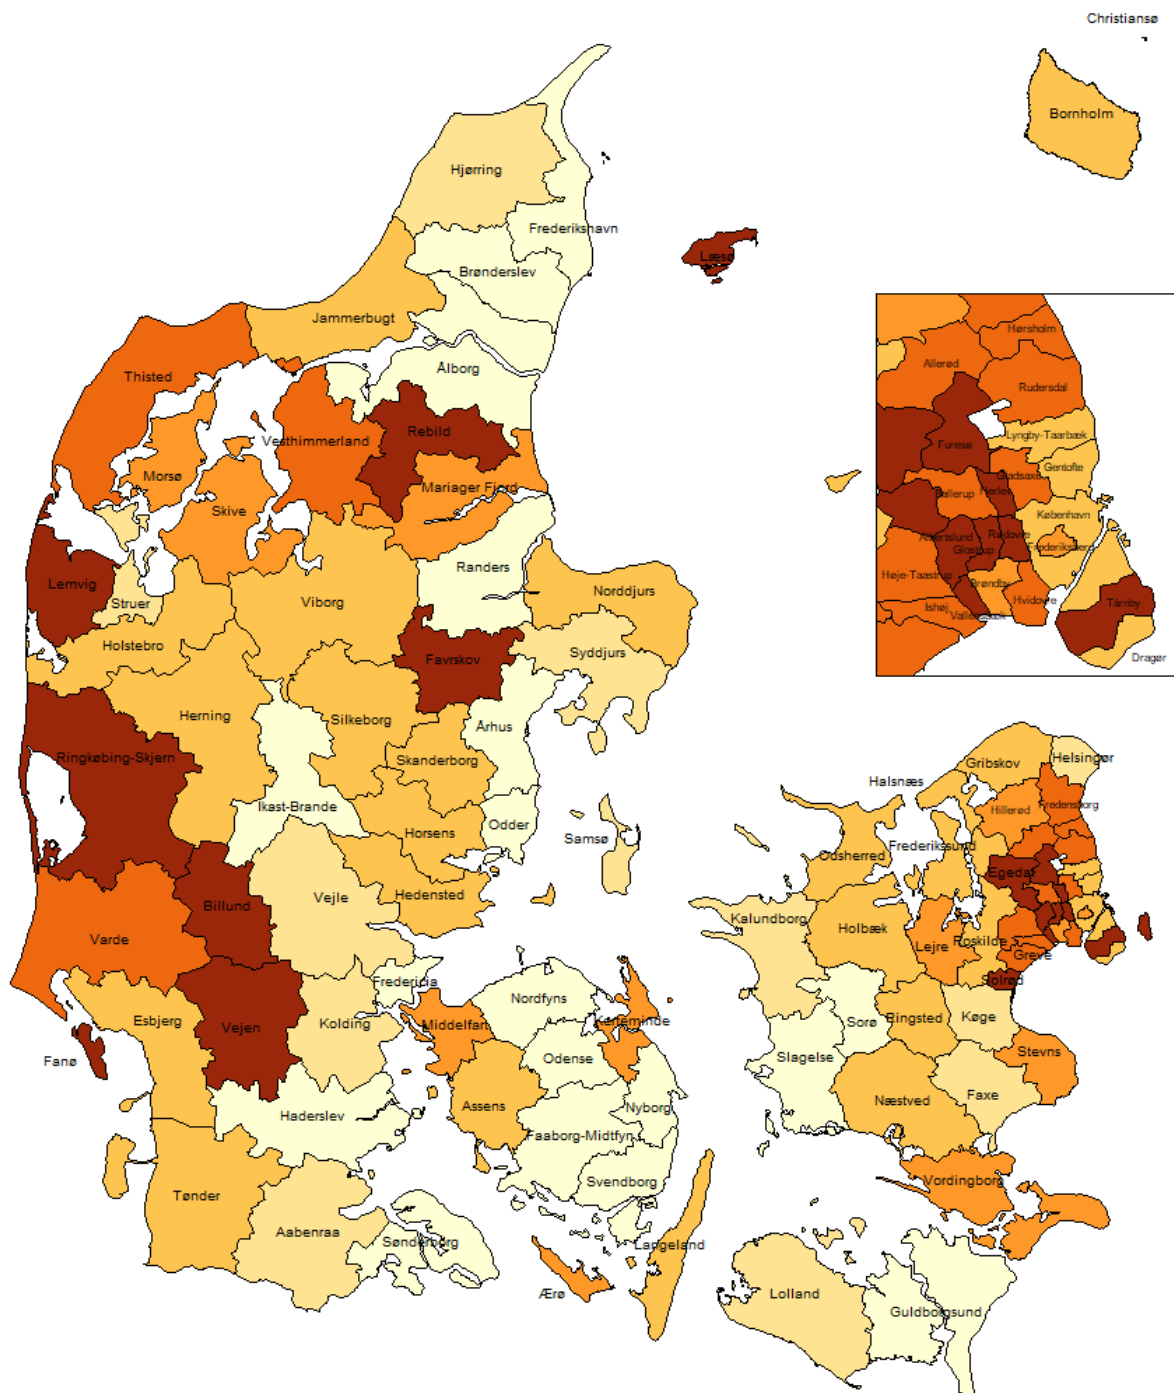 Christiansø
Bornholm
Hjørring
Frederikshavn
Læsø
Brønderslev
Jammerbugt
Ålborg
Thisted
Vesthimmerland
Rebild
Morsø
Mariager Fjord
Skive
Randers
Lemvig
Struer
Viborg
Norddjurs
Holstebro
Favrskov
Syddjurs
Herning
Silkeborg
Århus
Ringkøbing-Skjern
Skanderborg
Ikast-Brande
Horsens
Odder
Samsø
Vejle
Hedensted
Billund
Varde
Fredericia
Esbjerg
Vejen
Kolding
Fanø
Haderslev
Tønder
Aabenraa
Sønderborg
Nordfyns
Middelfart
Kerteminde
Odense
Assens
Nyborg
Faaborg-Midtfyn
Svendborg
Langeland
Ærø
Hørsholm
Allerød
Rudersdal
Lyngby-Taarbæk
Furesø
Gentofte
Gladsaxe
Ballerup
Herlev
København
Albertslund
Rødovre
Glostrup
Frederiksberg
Høje-Taastrup
Brøndby
Ishøj
Hvidovre
Vallensbæk
Tårnby
Dragør
Helsingør
Gribskov
Halsnæs
Hillerød
Fredensborg
Frederikssund
Odsherred
Egedal
Kalundborg
Holbæk
Lejre
Roskilde
Greve
Solrød
Sorø
Ringsted
Køge
Slagelse
Stevns
Næstved
Faxe
Vordingborg
Lolland
Guldborgsund